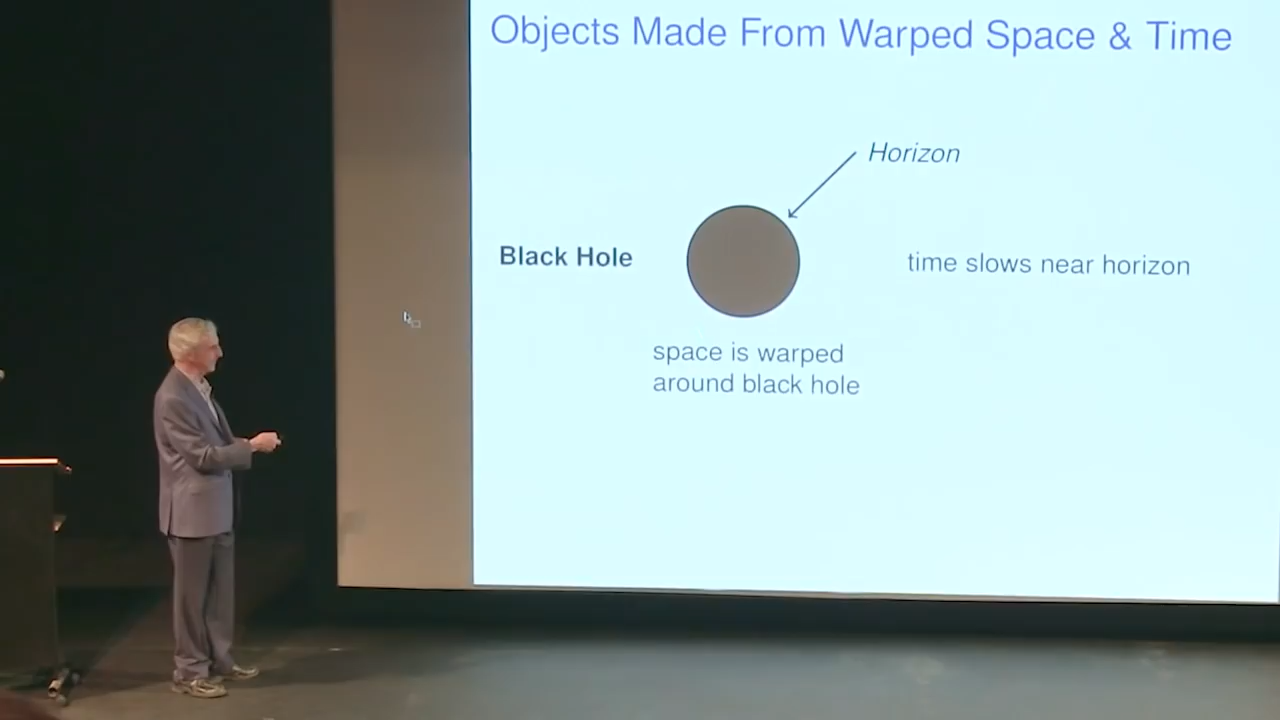 Objects Made From Warped Space & Time
Horizon
Black Hole
time slows near horizon
space is warped
around black hole